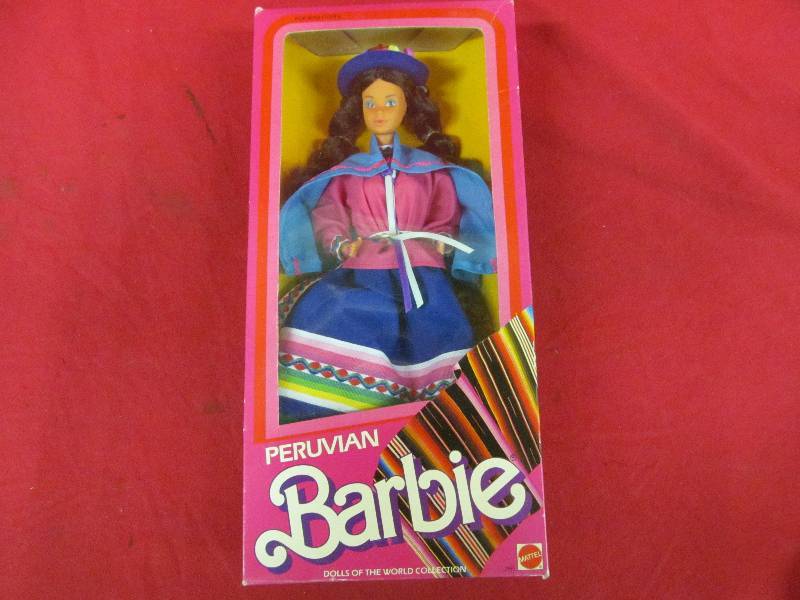 PERUVIAN
Barbie®
MATTEL
DOLLS OF THE WORLD COLLECTION